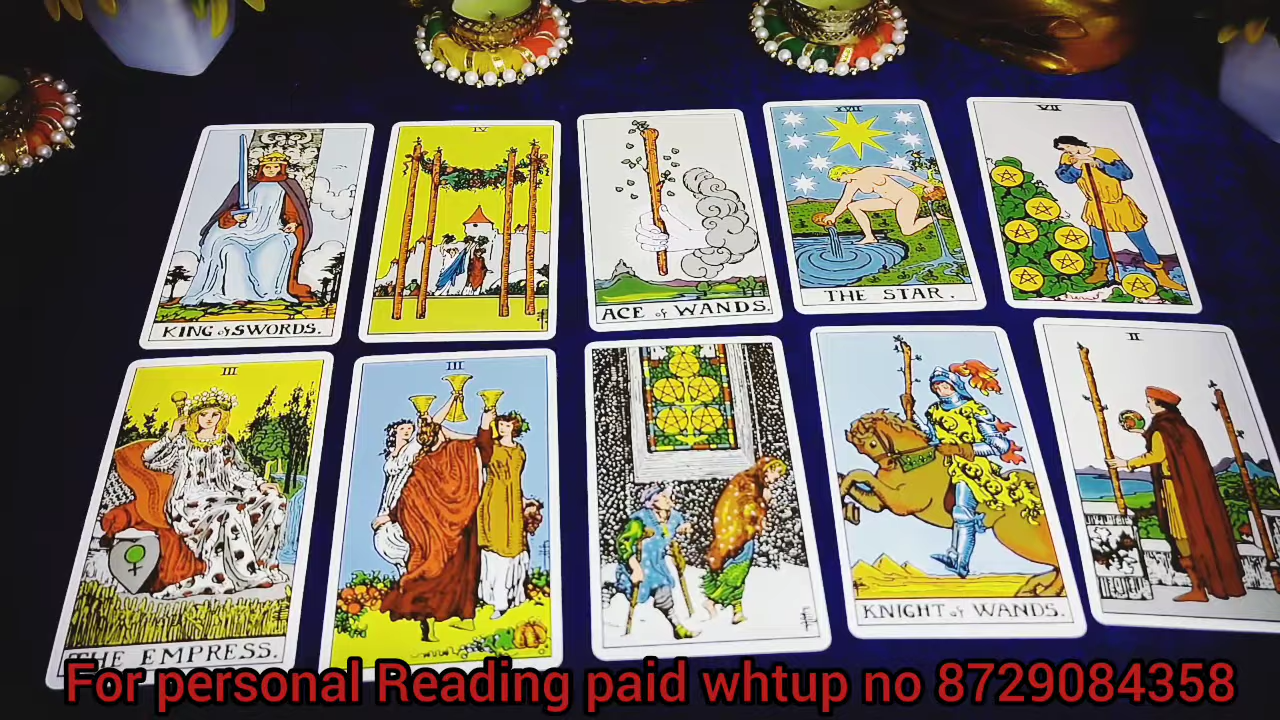 KING of SWORDS.
IV
ACE of WANDS.
XVII
THE STAR.
VII
III
THE EMPRESS.
III
KNIGHT of WANDS.
II
For personal Reading paid whtup no 8729084358